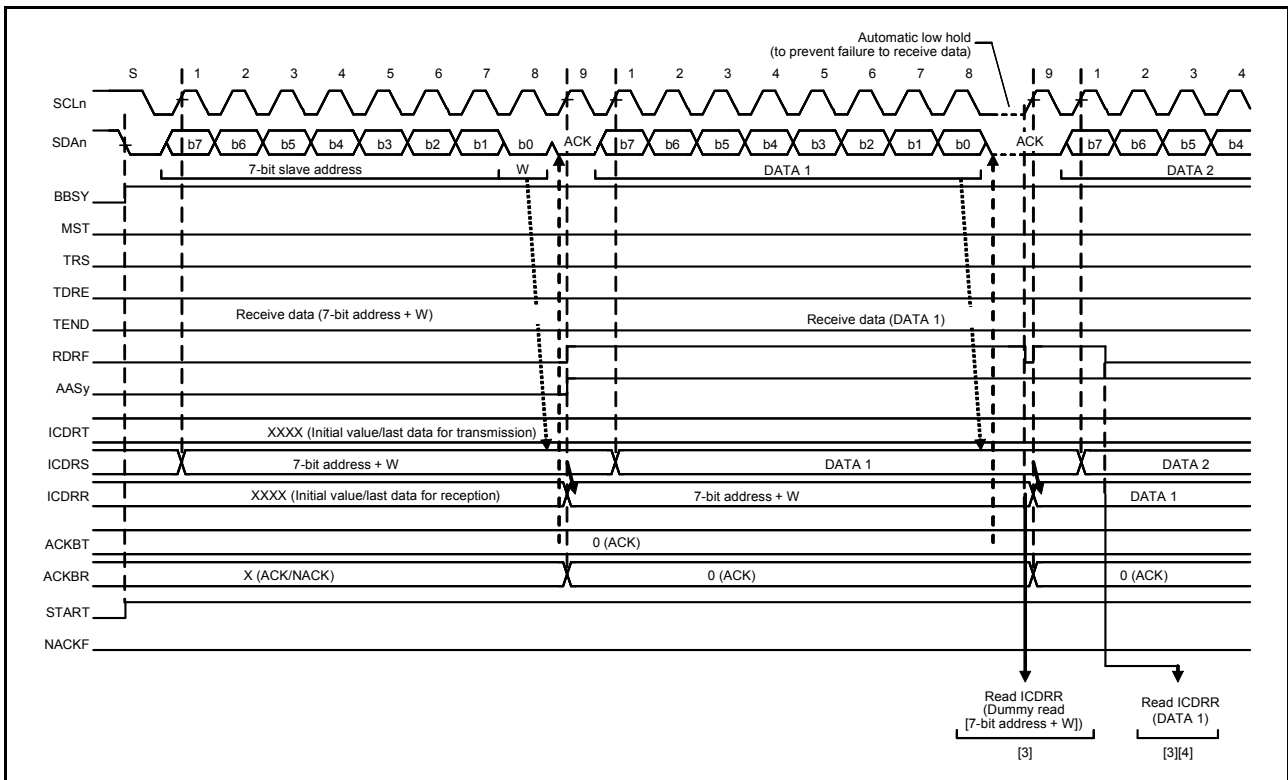 Automatic low hold
(to prevent failure to receive data)
S 1 2 3 4 5 6 7 8 9 1 2 3 4 5 6 7 8 9 1 2 3 4
SCLn
SDAn b7 b6 b5 b4 b3 b2 b1 b0 ACK b7 b6 b5 b4 b3 b2 b1 b0 ACK b7 b6 b5 b4
7-bit slave address W DATA 1 DATA 2
BBSY
MST
TRS
TDRE
Receive data (7-bit address + W) Receive data (DATA 1)
TEND
RDRF
AASy
ICDRT XXXX (Initial value/last data for transmission)
ICDRS 7-bit address + W DATA 1 DATA 2
ICDRR XXXX (Initial value/last data for reception) 7-bit address + W DATA 1
ACKBT 0 (ACK)
ACKBR X (ACK/NACK) 0 (ACK) 0 (ACK)
START
NACKF
Read ICDRR
(Dummy read
[7-bit address + W])
[3]
Read ICDRR
(DATA 1)
[3][4]